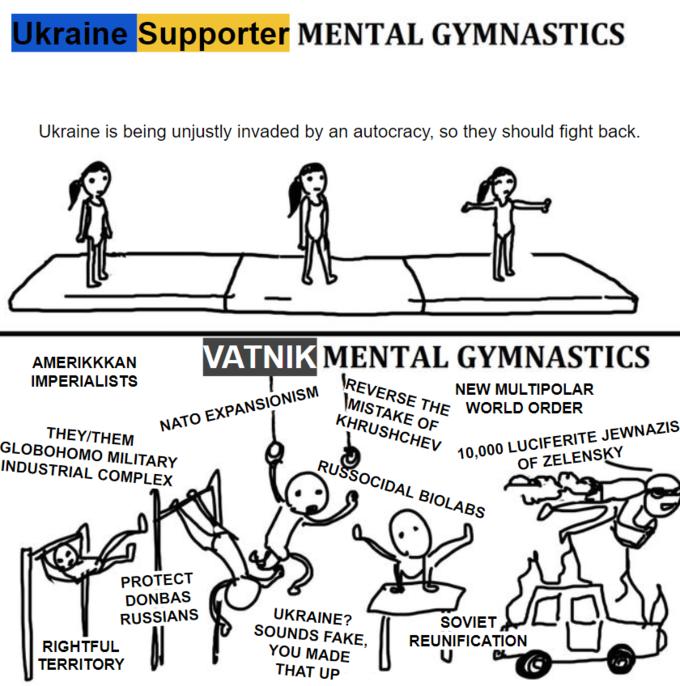 Ukraine Supporter MENTAL GYMNASTICS
Ukraine is being unjustly invaded by an autocracy, so they should fight back.
VATNIK MENTAL GYMNASTICS
AMERIKKKAN
IMPERIALISTS
NATO EXPANSIONISM
REVERSE THE
MISTAKE OF
KHRUSHCHEV
NEW MULTIPOLAR
WORLD ORDER
THEY/THEM
GLOBOHOMO MILITARY
INDUSTRIAL COMPLEX
10,000 LUCIFERITE JEWNAZIS
OF ZELENSKY
RUSSOCIDAL BIOLABS
PROTECT
DONBAS
RUSSIANS
UKRAINE?
SOUNDS FAKE,
YOU MADE
THAT UP
SOVIET
REUNIFICATION
RIGHTFUL
TERRITORY